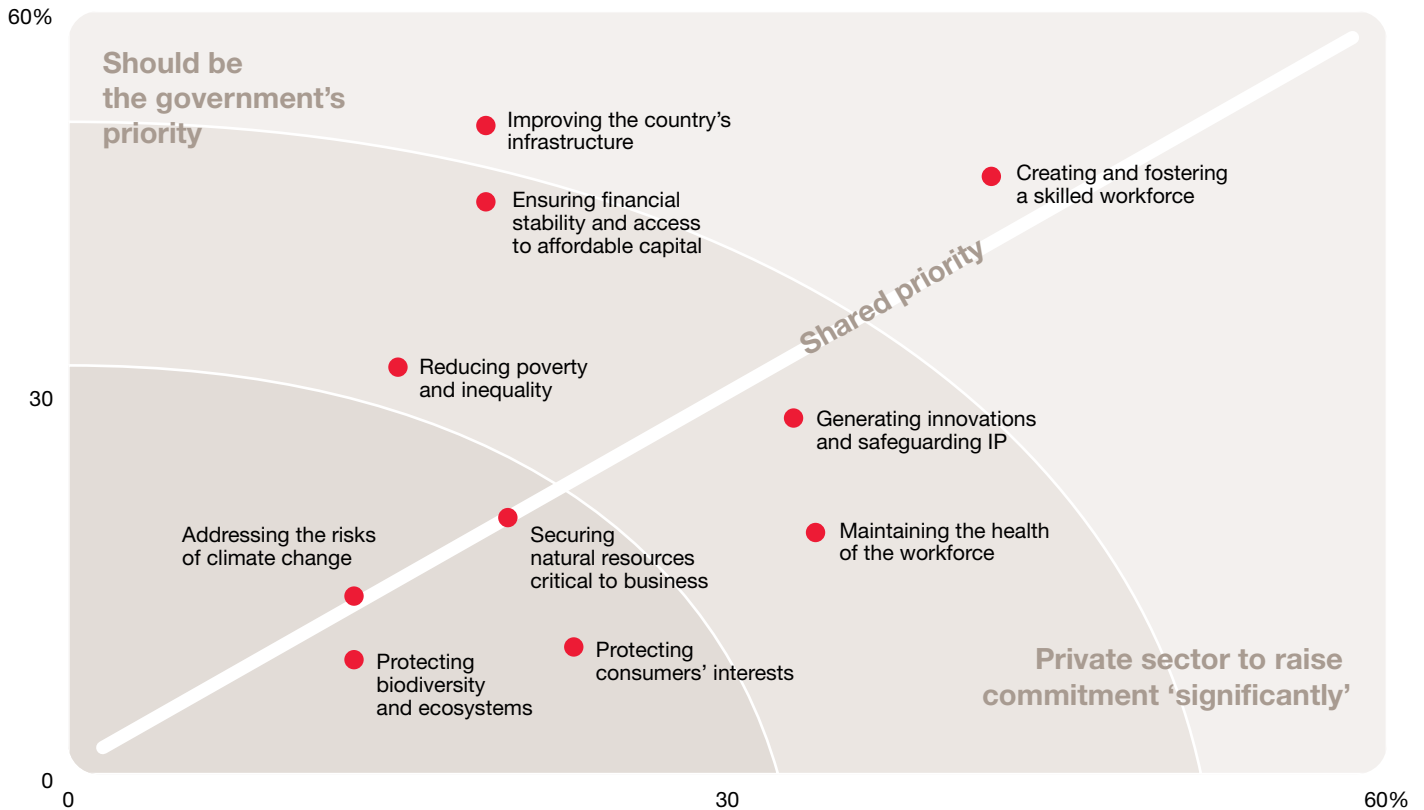 60%
Should be
the government’s
priority
Improving the country’s
infrastructure
Creating and fostering
a skilled workforce
Ensuring financial
stability and access
to affordable capital
Shared priority
Reducing poverty
and inequality
30
Generating innovations
and safeguarding IP
Addressing the risks
of climate change
Securing
natural resources
critical to business
Maintaining the health
of the workforce
Protecting
biodiversity
and ecosystems
Protecting
consumers’ interests
Private sector to raise
commitment ‘significantly’
0
0
30
60%